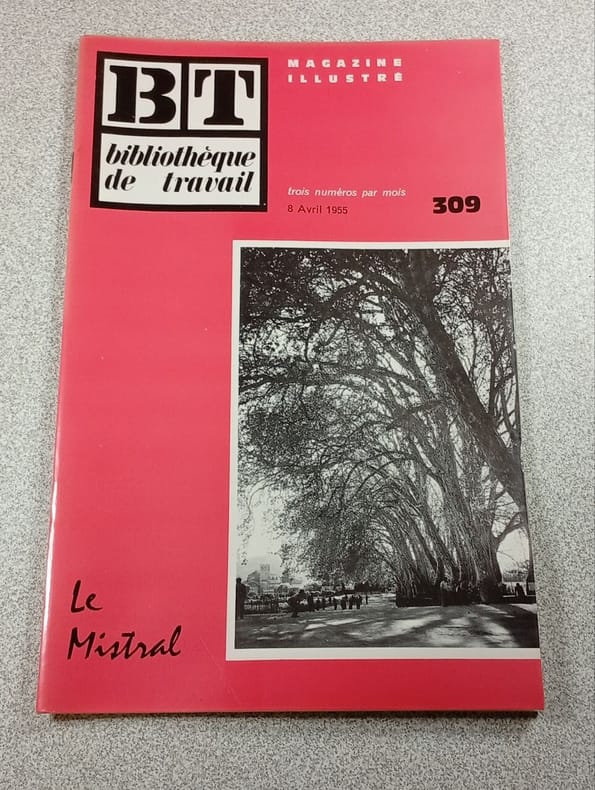 BT
bibliothèque
de travail
MAGAZINE
ILLUSTRÉ
trois numéros par mois
8 Avril 1955
309
Le
Mistral